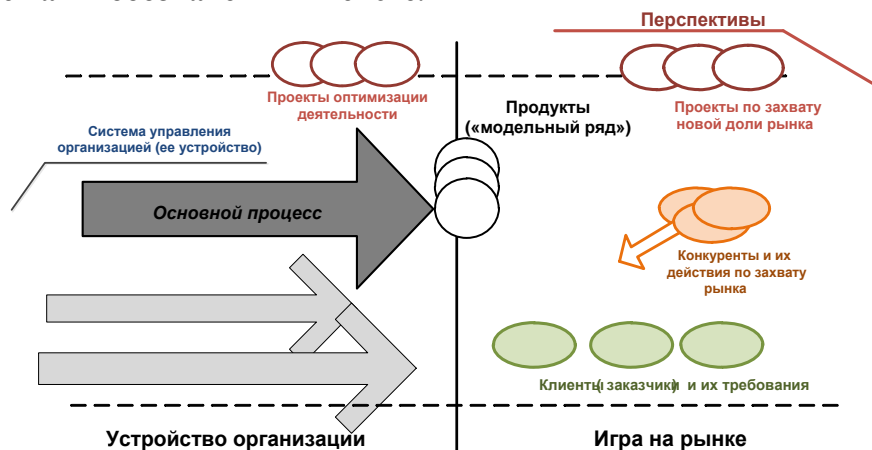 Перспективы
Проекты оптимизации
деятельности
Продукты
(«модельный ряд»)
Проекты по захвату
новой доли рынка
Система управления
организацией (ее устройство)
Основной процесс
Конкуренты и их
действия по захвату
рынка
Клиенты (заказчики) и их требования
Устройство организации
Игра на рынке